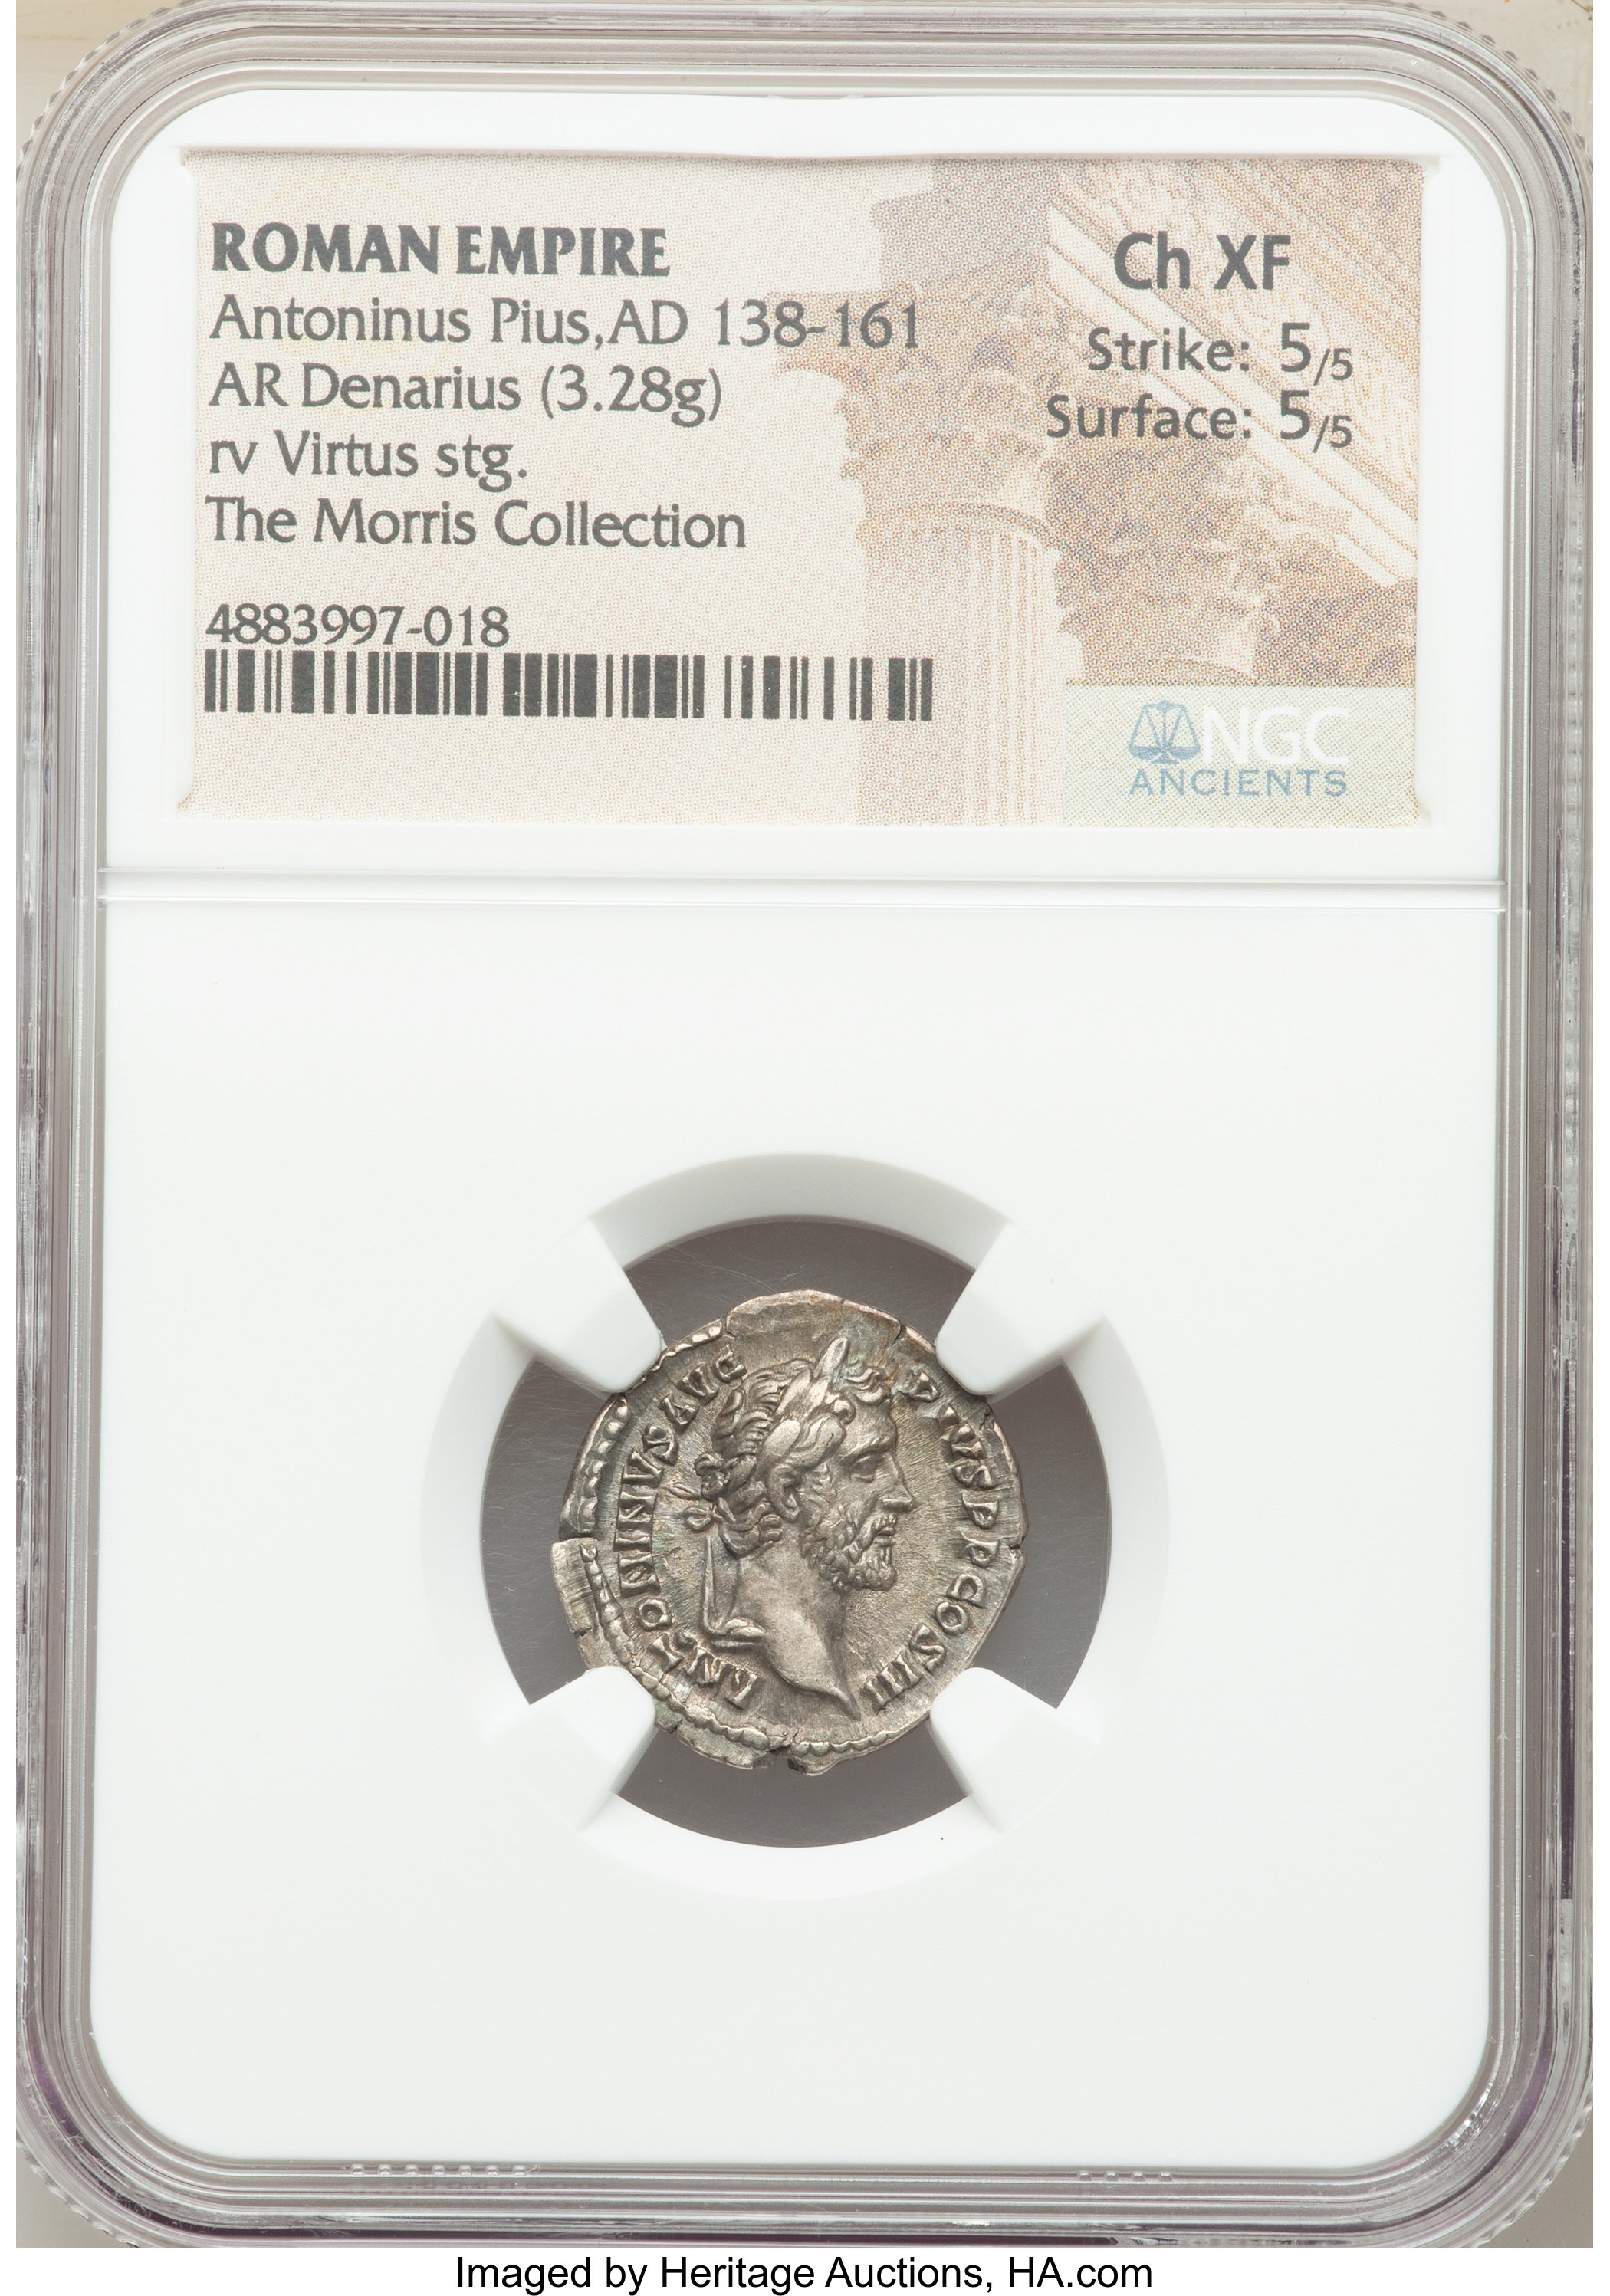 ROMAN EMPIRE
Antoninus Pius, AD 138-161
AR Denarius (3.28g)
rv Virtus stg.
The Morris Collection
4883997-018
Ch XF
Strike: 5/5
Surface: 5/5
NGC
ANCIENTS
ANTONINVS AVG PIVS P P COS IIII
Imaged by Heritage Auctions, HA.com